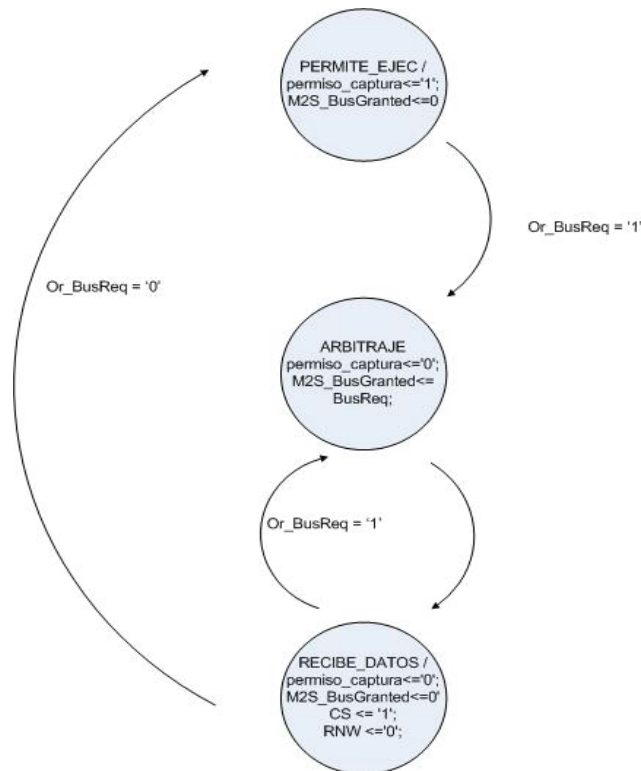 PERMITE_EJEC /
permiso_captura<='1';
M2S_BusGranted<=0
Or_BusReq = '1'
Or_BusReq = ‘0’
ARBITRAJE
permiso_captura<='0';
M2S_BusGranted<=
BusReq;
Or_BusReq = ‘1’
RECIBE_DATOS /
permiso_captura<='0';
M2S_BusGranted<=0'
CS <= '1';
RNW <='0';